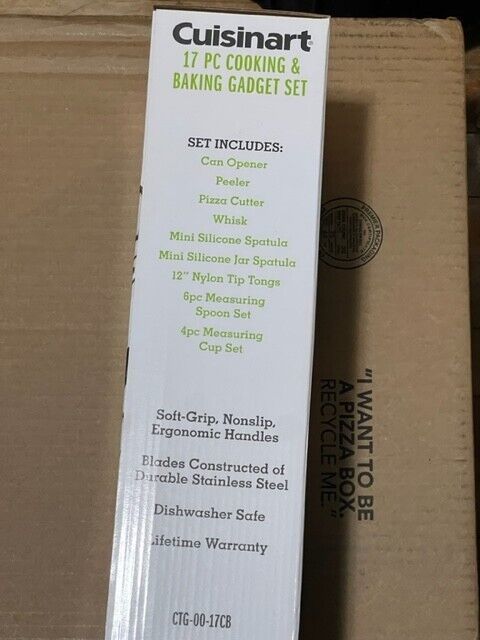 Cuisinart
17 PC COOKING &
BAKING GADGET SET
SET INCLUDES:
Can Opener
Peeler
Pizza Cutter
Whisk
Mini Silicone Spatula
Mini Silicone Jar Spatula
12" Nylon Tip Tongs
6pc Measuring
Spoon Set
4pc Measuring
Cup Set
Soft-Grip, Nonslip,
Ergonomic Handles
Blades Constructed of
Durable Stainless Steel
Dishwasher Safe
Lifetime Warranty
CTG-00-17CB
"I WANT TO BE
A PIZZA BOX.
RECYCLE ME."